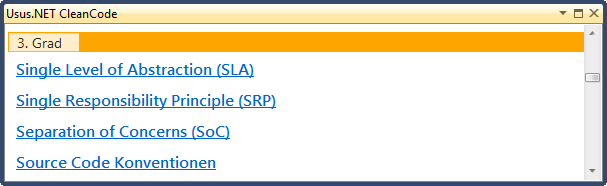 Usus.NET CleanCode
3. Grad
Single Level of Abstraction (SLA)
Single Responsibility Principle (SRP)
Separation of Concerns (SoC)
Source Code Konventionen